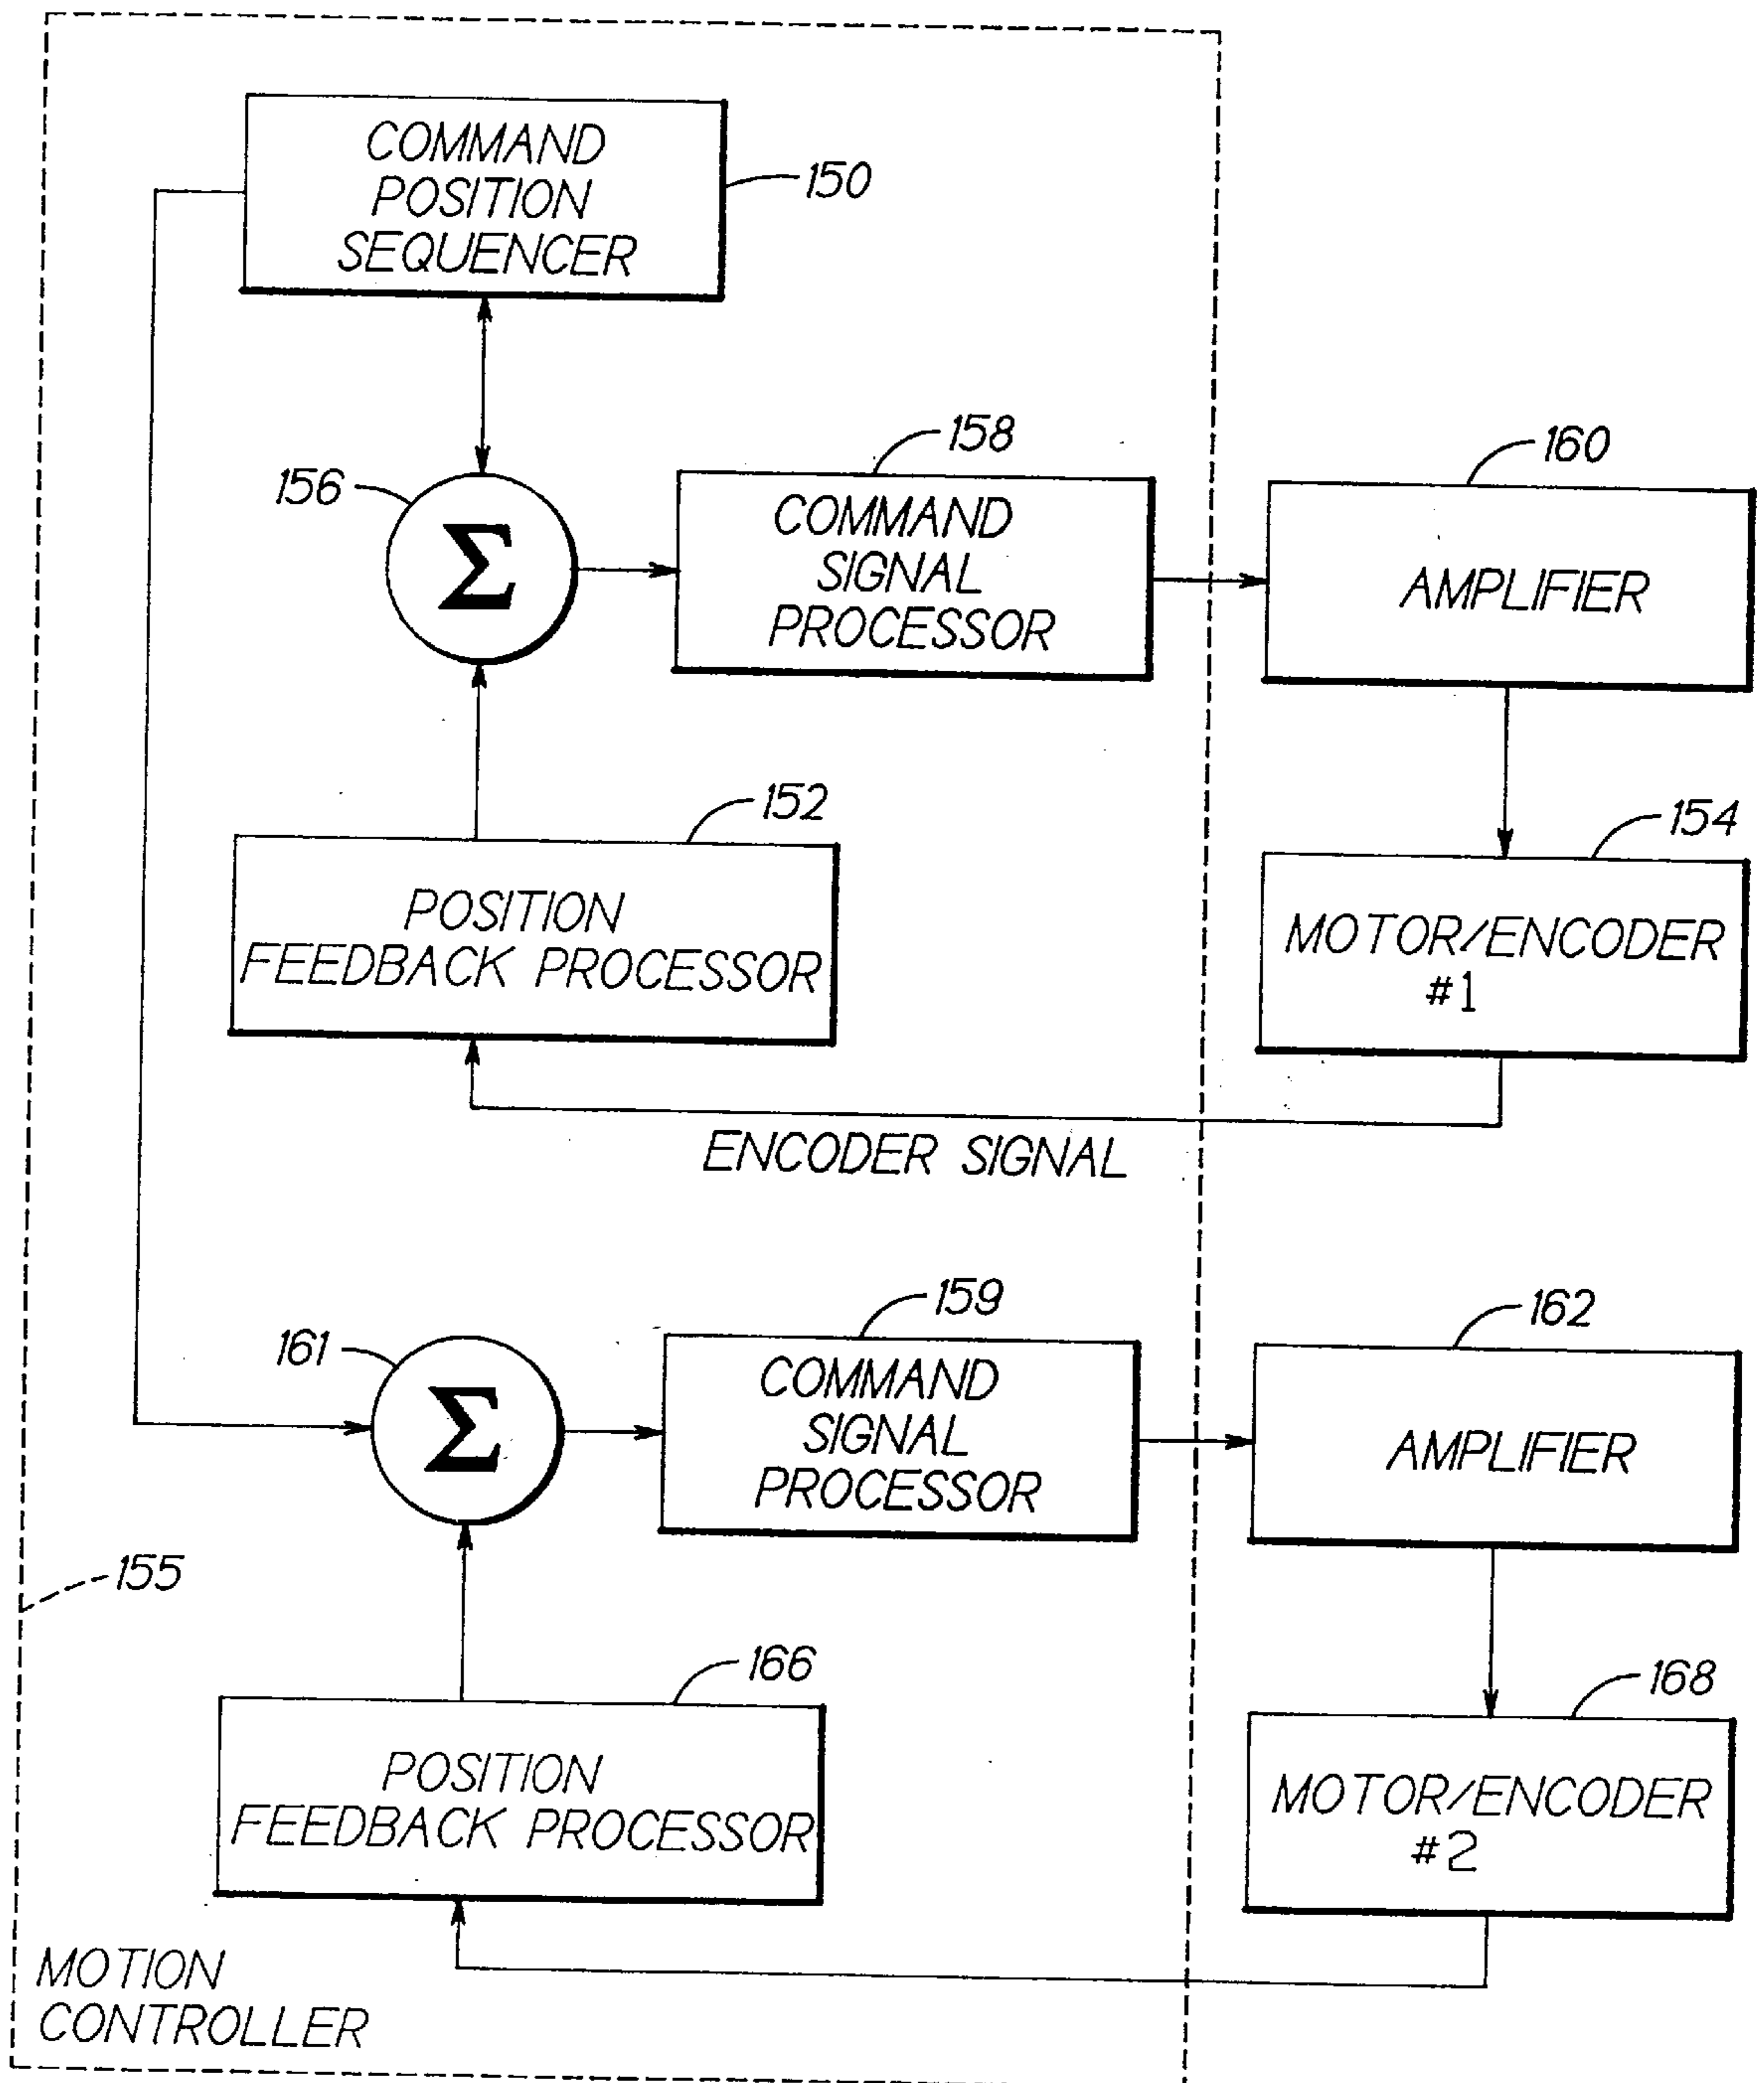 COMMAND
POSITION
SEQUENCER
150
156
Σ
158
COMMAND
SIGNAL
PROCESSOR
160
AMPLIFIER
152
POSITION
FEEDBACK PROCESSOR
154
MOTOR/ENCODER
#1
ENCODER SIGNAL
161
Σ
159
COMMAND
SIGNAL
PROCESSOR
162
AMPLIFIER
155
166
POSITION
FEEDBACK PROCESSOR
168
MOTOR/ENCODER
#2
MOTION
CONTROLLER